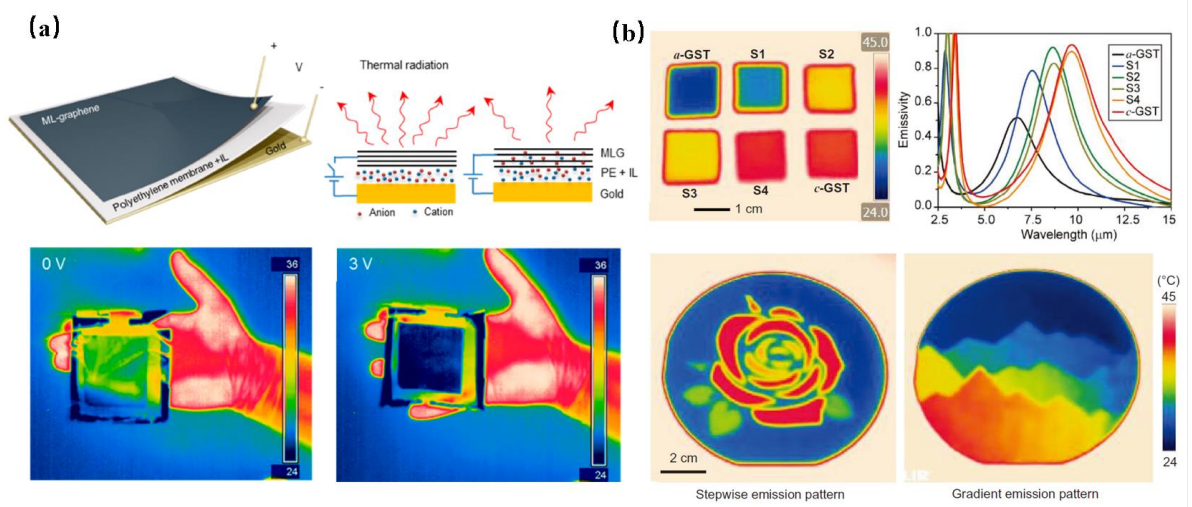 (a)
+
V
-
ML-graphene
Polyethylene membrane +IL
Gold
Thermal radiation
MLG
PE + IL
Gold
Anion
Cation
0 V
36
24
3 V
36
24
(b)
45.0
a-GST
S1
S2
S3
S4
c-GST
1 cm
24.0
Emissivity
1.0
0.8
0.6
0.4
0.2
0.0
2.5
5.0
7.5
10
12.5
15
Wavelength (μm)
a-GST
S1
S2
S3
S4
c-GST
2 cm
Stepwise emission pattern
Gradient emission pattern
(°C)
45
24